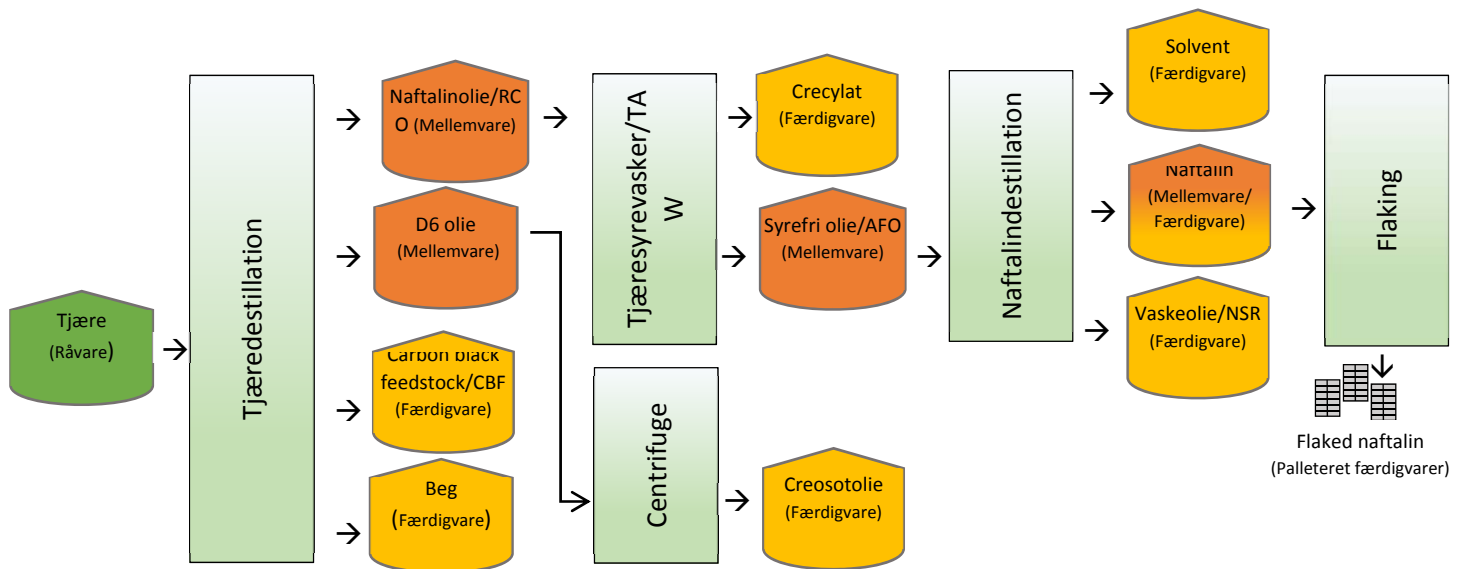 Tjære
(Råvare)
Tjæredestillation
Naftalinolie/RC
O (Mellemvare)
D6 olie
(Mellemvare)
Carbon black
feedstock/CBF
(Færdigvare)
Beg
(Færdigvare)
Tjæresyrevasker/TA
W
Centrifuge
Crecylat
(Færdigvare)
Syrefri olie/AFO
(Mellemvare)
Creosotolie
(Færdigvare)
Naftalindestillation
Solvent
(Færdigvare)
Naftalin
(Mellemvare/
Færdigvare)
Vaskeolie/NSR
(Færdigvare)
Flaking
Flaked naftalin
(Palleteret færdigvarer)